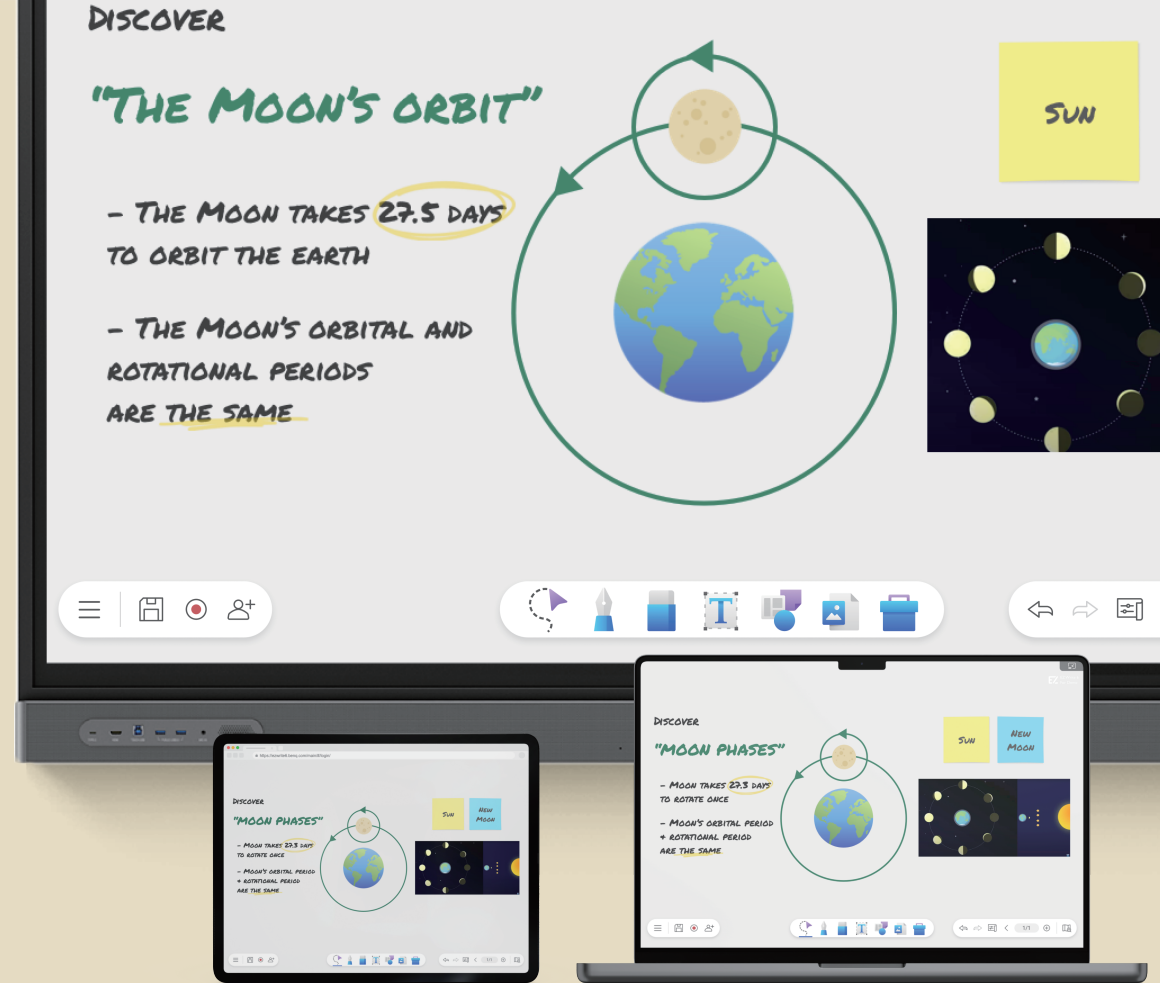 Discover
"The Moon's orbit"
- The Moon takes 27.5 days
to orbit the earth
- The Moon's orbital and
rotational periods
are the same
Sun
Discover
"Moon phases"
- Moon takes 27.3 days
to rotate once
- Moon's orbital period
+ rotational period
are the same
Sun
New
Moon
1/1
EZ
Discover
"Moon phases"
- Moon takes 27.3 days
to rotate once
- Moon's orbital period
+ rotational period
are the same
Sun
New
Moon